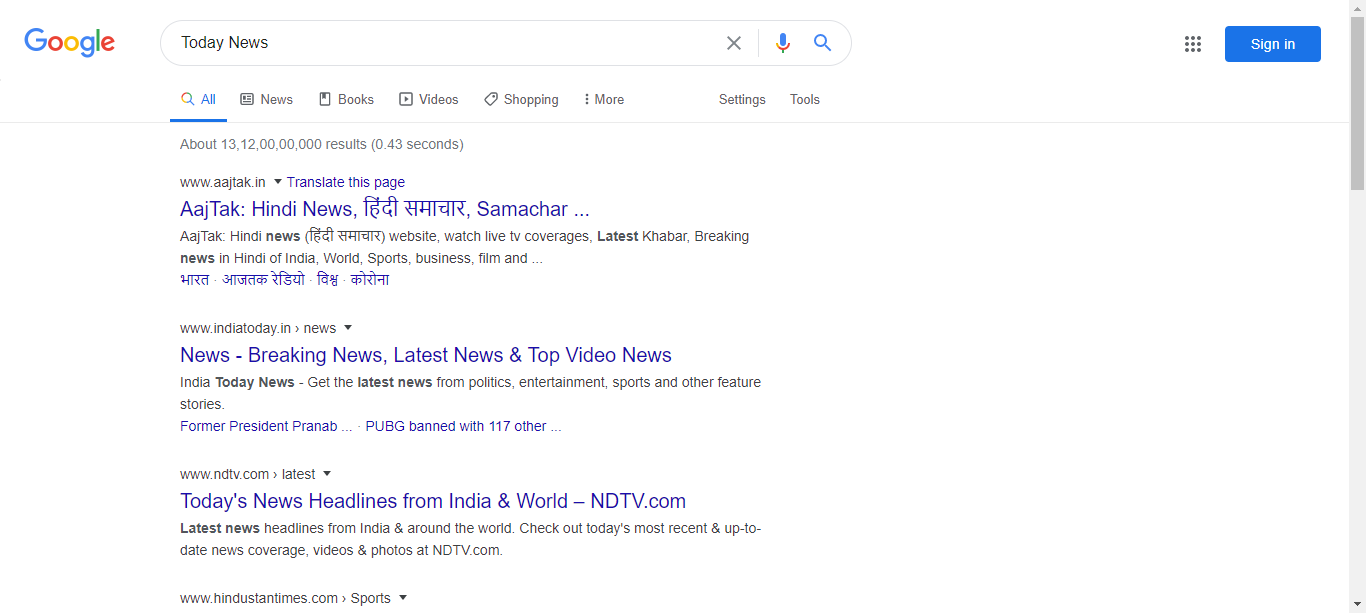 Google
Today News
Sign in
All News Books Videos Shopping More Settings Tools
About 13,12,00,00,000 results (0.43 seconds)
www.aajtak.in Translate this page
AajTak: Hindi News, हिंदी समाचार, Samachar ...
AajTak: Hindi news (हिंदी समाचार) website, watch live tv coverages, Latest Khabar, Breaking
news in Hindi of India, World, Sports, business, film and ...
भारत · आजतक रेडियो · विश्व · कोरोना
www.indiatoday.in › news
News - Breaking News, Latest News & Top Video News
India Today News - Get the latest news from politics, entertainment, sports and other feature
stories.
Former President Pranab ... · PUBG banned with 117 other ...
www.ndtv.com › latest
Today's News Headlines from India & World – NDTV.com
Latest news headlines from India & around the world. Check out today's most recent & up-to-
date news coverage, videos & photos at NDTV.com.
www.hindustantimes.com › Sports